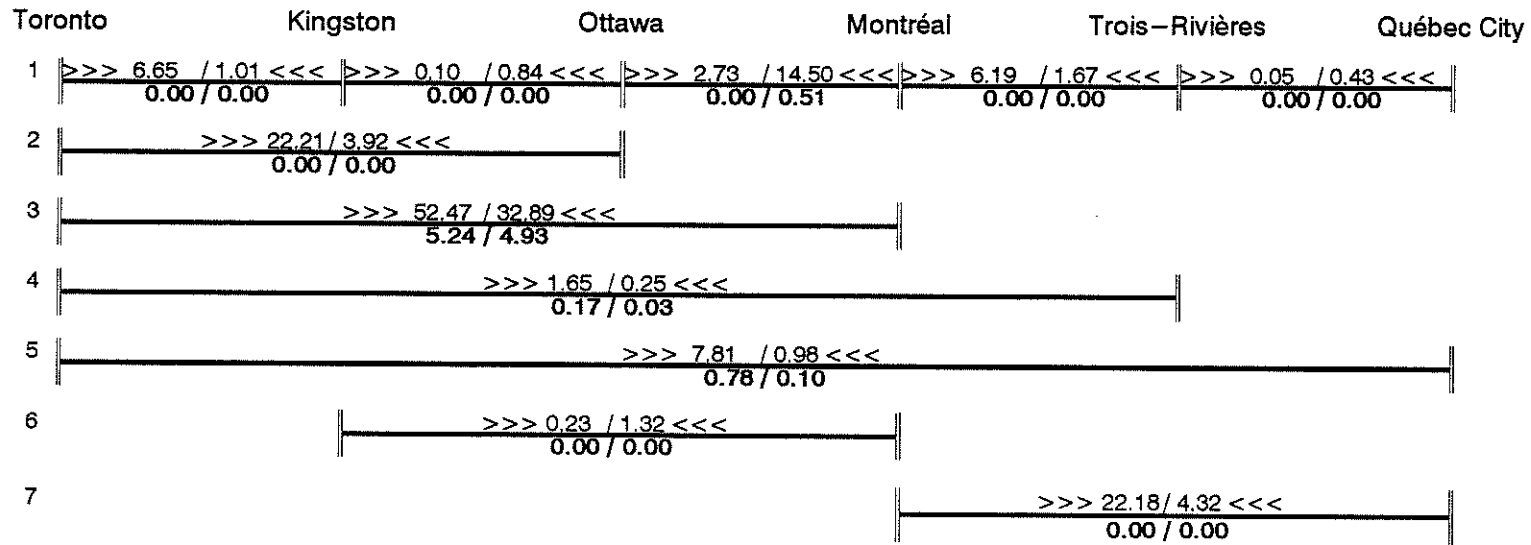 Toronto Kingston Ottawa Montréal Trois–Rivières Québec City
1 >>> 6.65 / 1.01 <<< >>> 0.10 / 0.84 <<< >>> 2.73 / 14.50 <<< >>> 6.19 / 1.67 <<< >>> 0.05 / 0.43 <<<
0.00 / 0.00 0.00 / 0.00 0.00 / 0.51 0.00 / 0.00 0.00 / 0.00
2 >>> 22.21 / 3.92 <<<
0.00 / 0.00
3 >>> 52.47 / 32.89 <<<
5.24 / 4.93
4 >>> 1.65 / 0.25 <<<
0.17 / 0.03
5 >>> 7.81 / 0.98 <<<
0.78 / 0.10
6 >>> 0.23 / 1.32 <<<
0.00 / 0.00
7 >>> 22.18 / 4.32 <<<
0.00 / 0.00